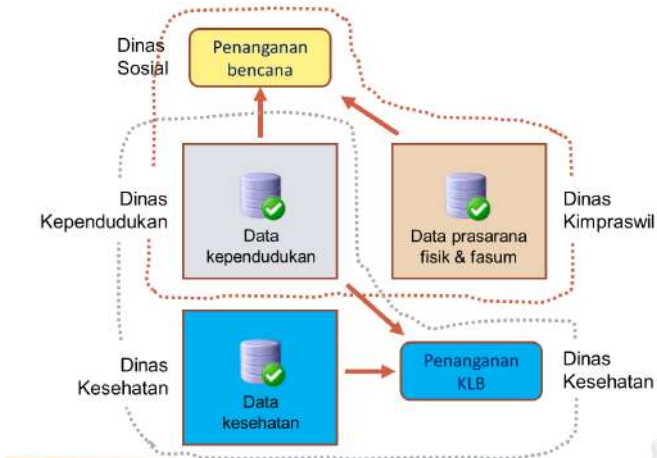 Dinas
Sosial
Penanganan
bencana
Dinas
Kependudukan
Data
kependudukan
Data prasarana
fisik & fasum
Dinas
Kimpraswil
Dinas
Kesehatan
Data
kesehatan
Penanganan
KLB
Dinas
Kesehatan